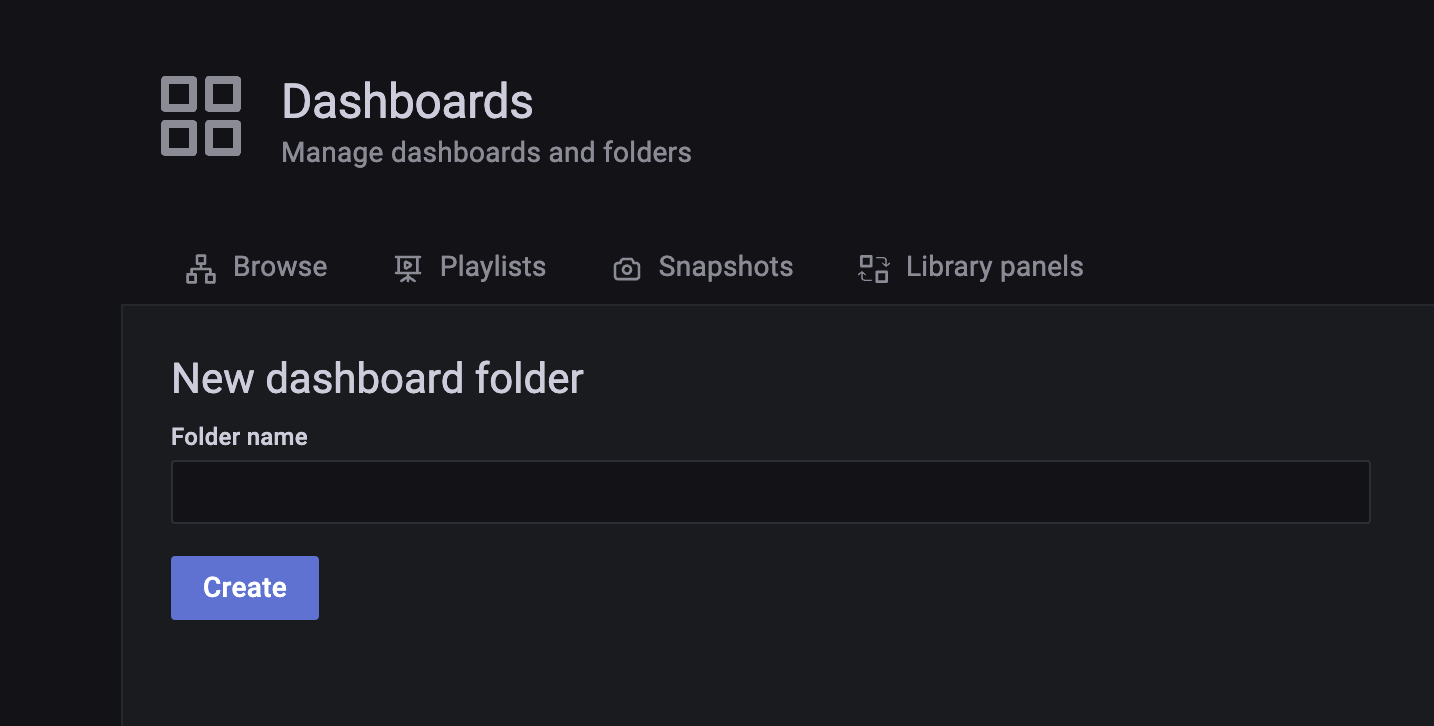 Dashboards
Manage dashboards and folders
Browse Playlists Snapshots Library panels
New dashboard folder
Folder name
Create